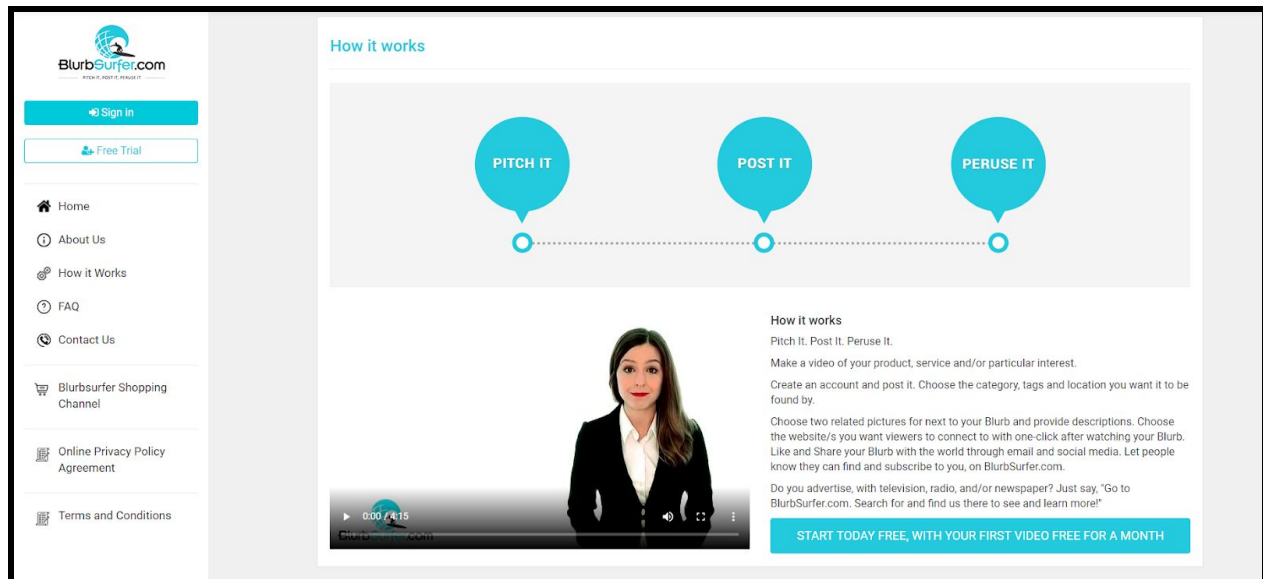 BlurbSurfer.com
PITCH IT, POST IT, PERUSE IT
Sign in
Free Trial
Home
About Us
How it Works
FAQ
Contact Us
Blurbsurfer Shopping
Channel
Online Privacy Policy
Agreement
Terms and Conditions
How it works
PITCH IT
POST IT
PERUSE IT
0:00 / 4:15
BlurbSurfer.com
How it works
Pitch It. Post It. Peruse It.
Make a video of your product, service and/or particular interest.
Create an account and post it. Choose the category, tags and location you want it to be
found by.
Choose two related pictures for next to your Blurb and provide descriptions. Choose
the website/s you want viewers to connect to with one-click after watching your Blurb.
Like and Share your Blurb with the world through email and social media. Let people
know they can find and subscribe to you, on BlurbSurfer.com.
Do you advertise, with television, radio, and/or newspaper? Just say, "Go to
BlurbSurfer.com. Search for and find us there to see and learn more!"
START TODAY FREE, WITH YOUR FIRST VIDEO FREE FOR A MONTH